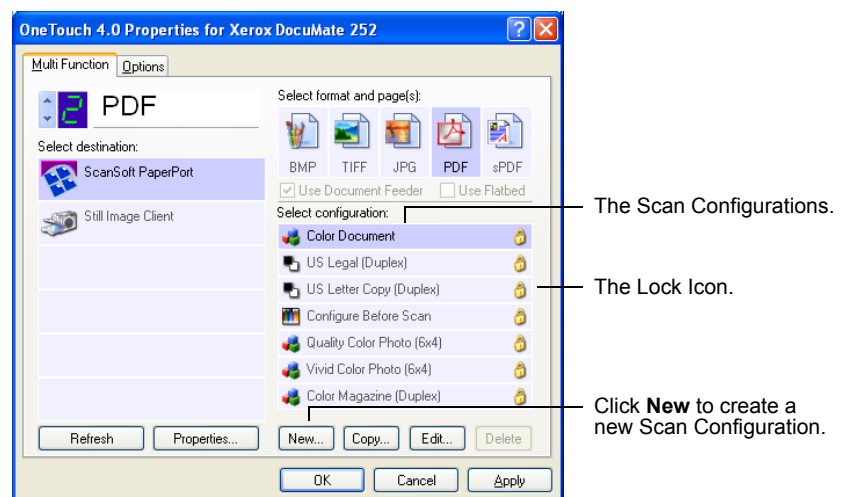 OneTouch 4.0 Properties for Xerox DocuMate 252
Multi Function
Options
2
PDF
Select destination:
ScanSoft PaperPort
Still Image Client
Refresh
Properties...
Select format and page(s):
BMP TIFF JPG PDF sPDF
Use Document Feeder
Use Flatbed
Select configuration:
Color Document
US Legal (Duplex)
US Letter Copy (Duplex)
Configure Before Scan
Quality Color Photo (6x4)
Vivid Color Photo (6x4)
Color Magazine (Duplex)
New... Copy... Edit... Delete
OK Cancel Apply
The Scan Configurations.
The Lock Icon.
Click New to create a
new Scan Configuration.